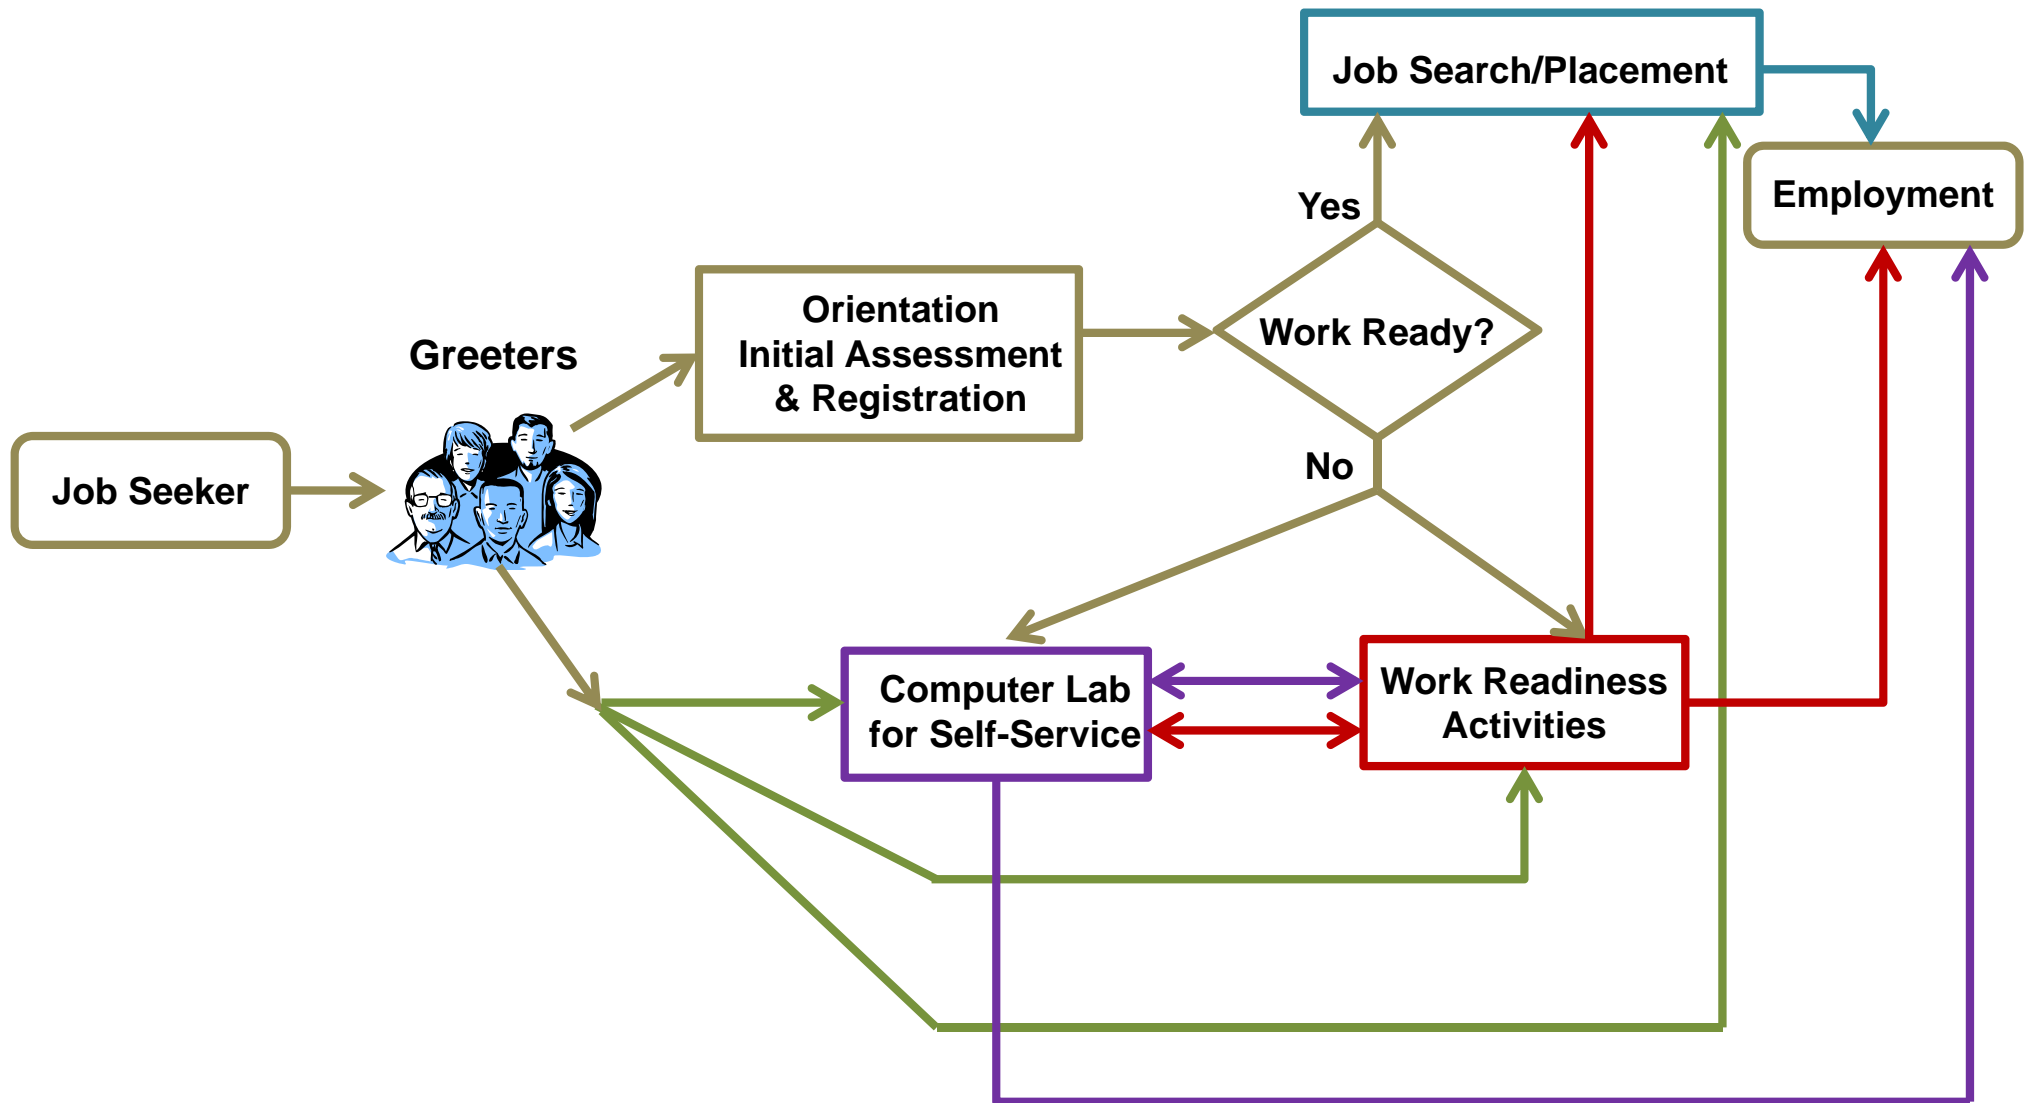 Job Search/Placement
Employment
Yes
Orientation
Initial Assessment
& Registration
Work Ready?
Greeters
No
Job Seeker
Computer Lab
for Self-Service
Work Readiness
Activities